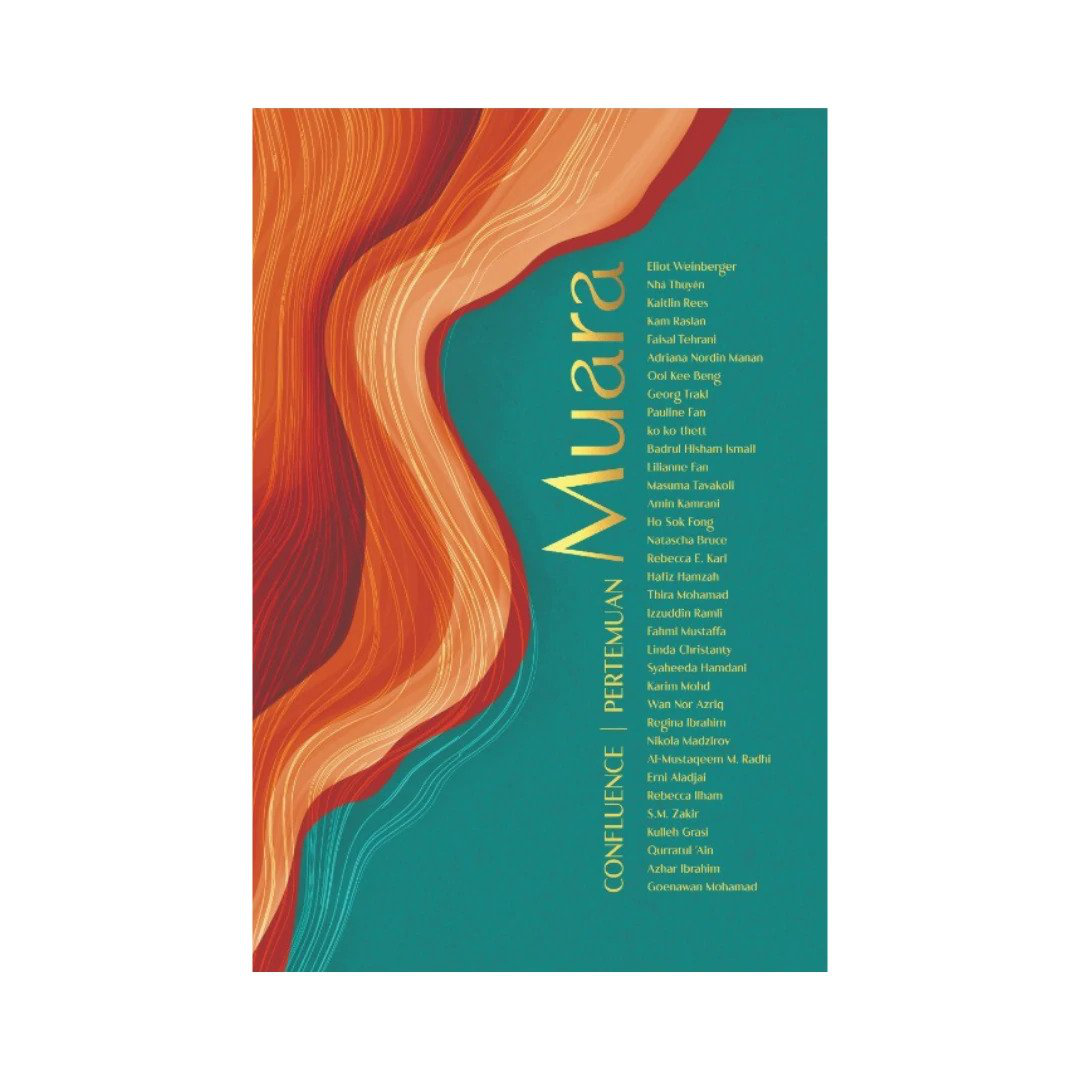 Muara
CONFLUENCE | PERTEMUAN
Eliot Weinberger
Nhã Thuyên
Kaitlin Rees
Kam Raslan
Faisal Tehrani
Adriana Nordin Manan
Ooi Kee Beng
Georg Trakl
Pauline Fan
ko ko thett
Badrul Hisham Ismail
Lilianne Fan
Masuma Tavakoli
Amin Kamrani
Ho Sok Fong
Natascha Bruce
Rebecca E. Karl
Hafiz Hamzah
Thira Mohamad
Izzuddin Ramli
Fahmi Mustaffa
Linda Christanty
Syaheeda Hamdani
Karim Mohd
Wan Nor Azriq
Regina Ibrahim
Nikola Madzirov
Al-Mustaqeem M. Radhi
Erni Aladjai
Rebecca Ilham
S.M. Zakir
Kulleh Grasi
Qurratul 'Ain
Azhar Ibrahim
Goenawan Mohamad